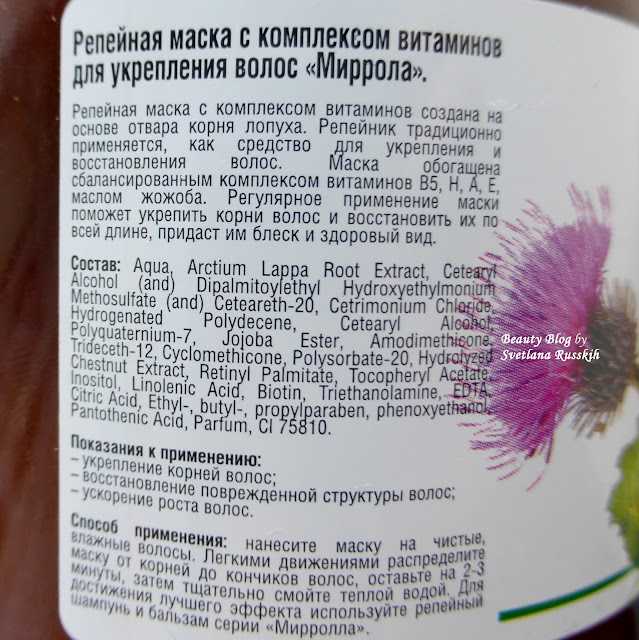 Репейная маска с комплексом витаминов
для укрепления волос «Миррола».
Репейная маска с комплексом витаминов создана на
основе отвара корня лопуха. Репейник традиционно
применяется, как средство для укрепления и
восстановления волос. Маска обогащена
сбалансированным комплексом витаминов B5, H, A, E,
маслом жожоба. Регулярное применение маски
поможет укрепить корни волос и восстановить их по
всей длине, придаст им блеск и здоровый вид.
Состав: Aqua, Arctium Lappa Root Extract, Cetearyl
Alcohol (and) Dipalmitoylethyl Hydroxyethylmonium
Methosulfate (and) Ceteareth-20, Cetrimonium Chloride,
Hydrogenated Polydecene, Cetearyl Alcohol,
Polyquaternium-7, Jojoba Ester, Amodimethicone,
Trideceth-12, Cyclomethicone, Polysorbate-20, Hydrolyzed
Chestnut Extract, Retinyl Palmitate, Tocopheryl Acetate,
Inositol, Linolenic Acid, Biotin, Triethanolamine, EDTA,
Citric Acid, Ethyl-, butyl-, propylparaben, phenoxyethanol,
Pantothenic Acid, Parfum, CI 75810.
Показания к применению:
– укрепление корней волос;
– восстановление поврежденной структуры волос;
– ускорение роста волос.
Способ применения: нанесите маску на чистые,
влажные волосы. Легкими движениями распределите
маску от корней до кончиков волос, оставьте на 2-3
минуты, затем тщательно смойте теплой водой. Для
достижения лучшего эффекта используйте репейный
шампунь и бальзам серии «Мирролла».
Beauty Blog by
Svetlana Russkih